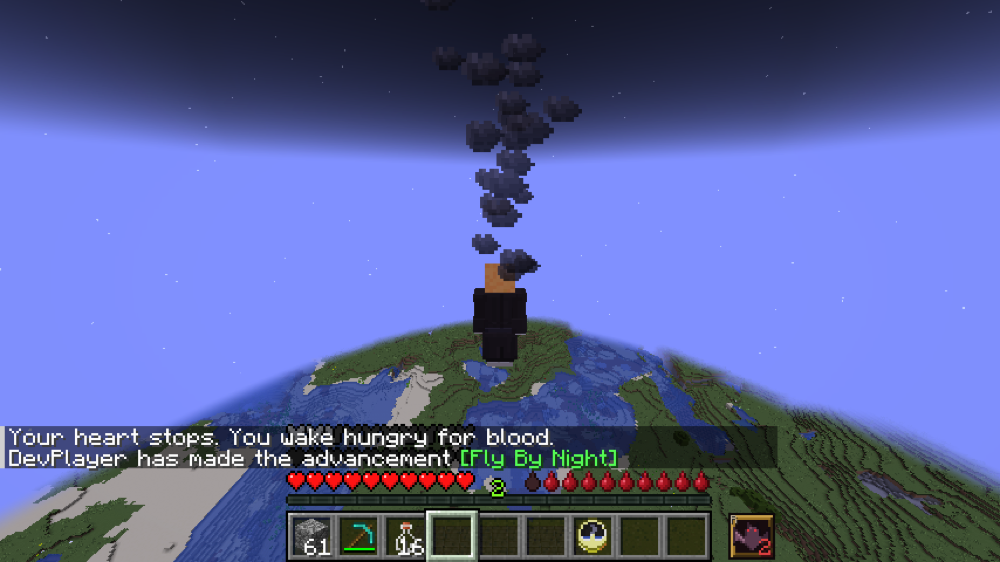 Your heart stops. You wake hungry for blood.
DevPlayer has made the advancement [Fly By Night]
2
61
16
2